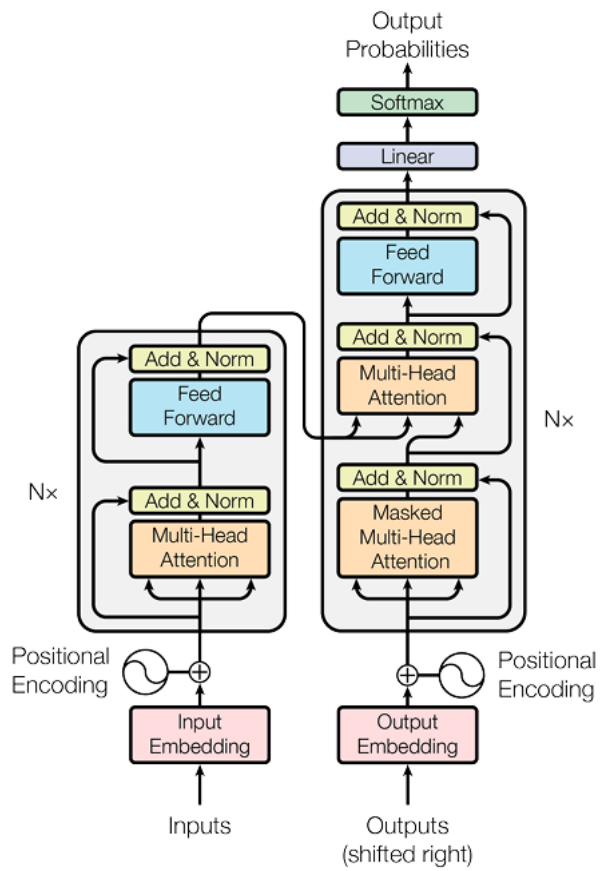 Output
Probabilities
Softmax
Linear
Add & Norm
Feed
Forward
Add & Norm
Multi-Head
Attention
Add & Norm
Masked
Multi-Head
Attention
N×
Add & Norm
Feed
Forward
Add & Norm
Multi-Head
Attention
N×
Positional
Encoding
Positional
Encoding
Input
Embedding
Output
Embedding
Inputs
Outputs
(shifted right)